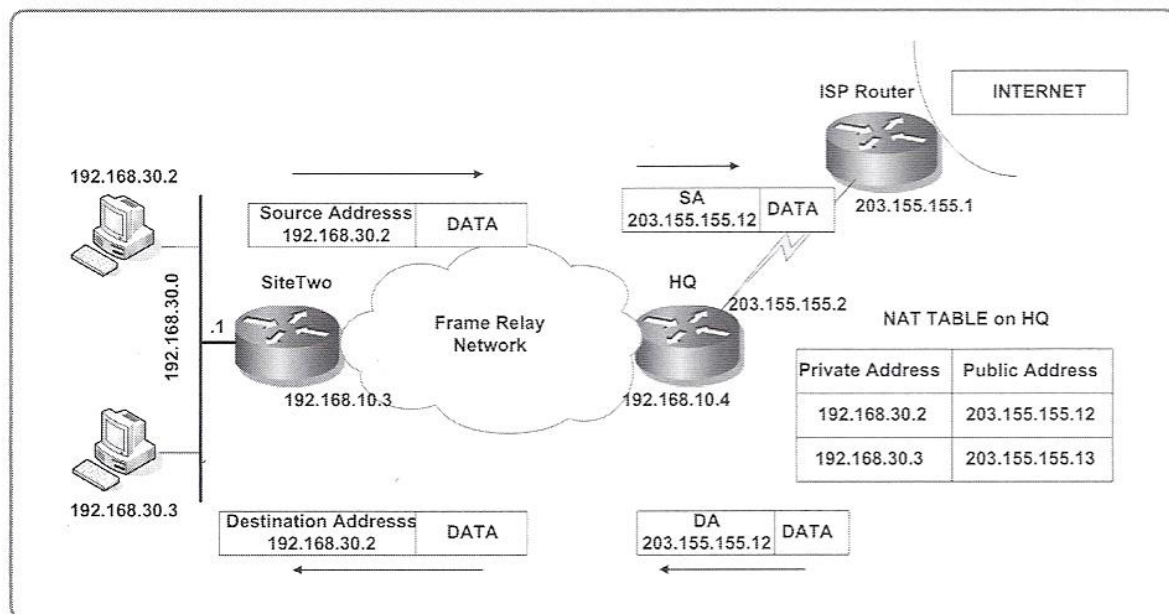 ISP Router
INTERNET
192.168.30.2
Source Addresss
192.168.30.2
DATA
SA
203.155.155.12
DATA
203.155.155.1
192.168.30.0
.1
SiteTwo
Frame Relay
Network
HQ
203.155.155.2
192.168.10.3
192.168.10.4
NAT TABLE on HQ
Private Address Public Address
192.168.30.2 203.155.155.12
192.168.30.3 203.155.155.13
192.168.30.3
Destination Addresss
192.168.30.2
DATA
DA
203.155.155.12
DATA